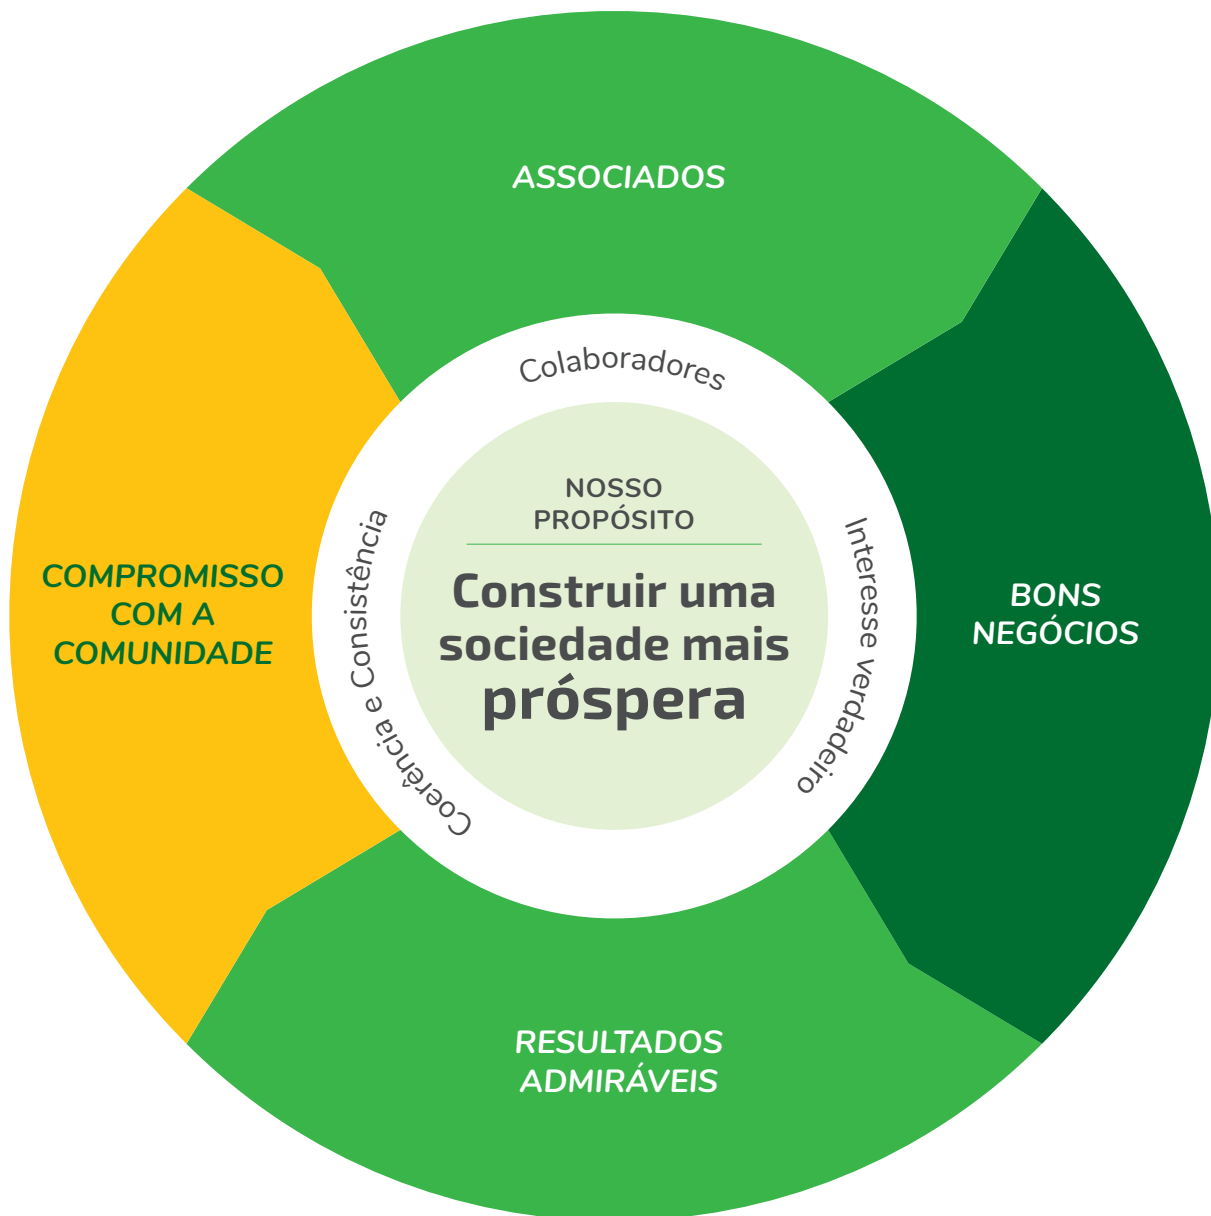 ASSOCIADOS
Colaboradores
NOSSO
PROPÓSITO
Construir uma
sociedade mais
próspera
Coerência e Consistência
Interesse verdadeiro
COMPROMISSO
COM A
COMUNIDADE
BONS
NEGÓCIOS
RESULTADOS
ADMIRÁVEIS